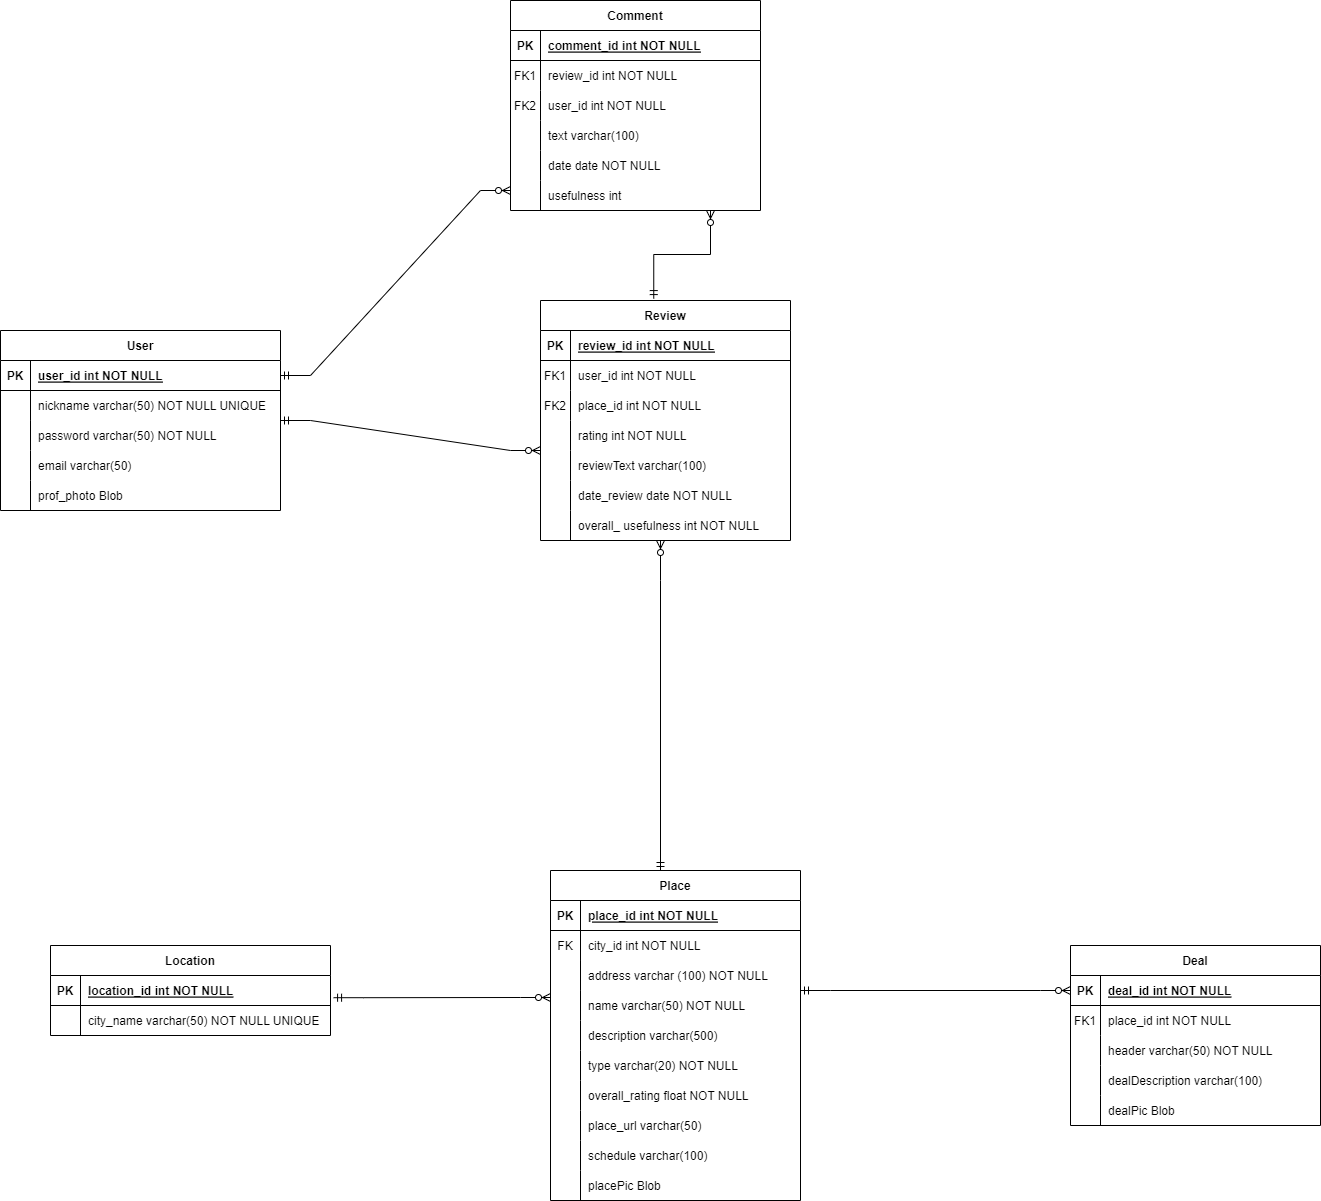 Comment
PK comment_id int NOT NULL
FK1 review_id int NOT NULL
FK2 user_id int NOT NULL
text varchar(100)
date date NOT NULL
usefulness int
Review
PK review_id int NOT NULL
FK1 user_id int NOT NULL
FK2 place_id int NOT NULL
rating int NOT NULL
reviewText varchar(100)
date_review date NOT NULL
overall_ usefulness int NOT NULL
User
PK user_id int NOT NULL
nickname varchar(50) NOT NULL UNIQUE
password varchar(50) NOT NULL
email varchar(50)
prof_photo Blob
Place
PK place_id int NOT NULL
FK city_id int NOT NULL
address varchar (100) NOT NULL
name varchar(50) NOT NULL
description varchar(500)
type varchar(20) NOT NULL
overall_rating float NOT NULL
place_url varchar(50)
schedule varchar(100)
placePic Blob
Location
PK location_id int NOT NULL
city_name varchar(50) NOT NULL UNIQUE
Deal
PK deal_id int NOT NULL
FK1 place_id int NOT NULL
header varchar(50) NOT NULL
dealDescription varchar(100)
dealPic Blob